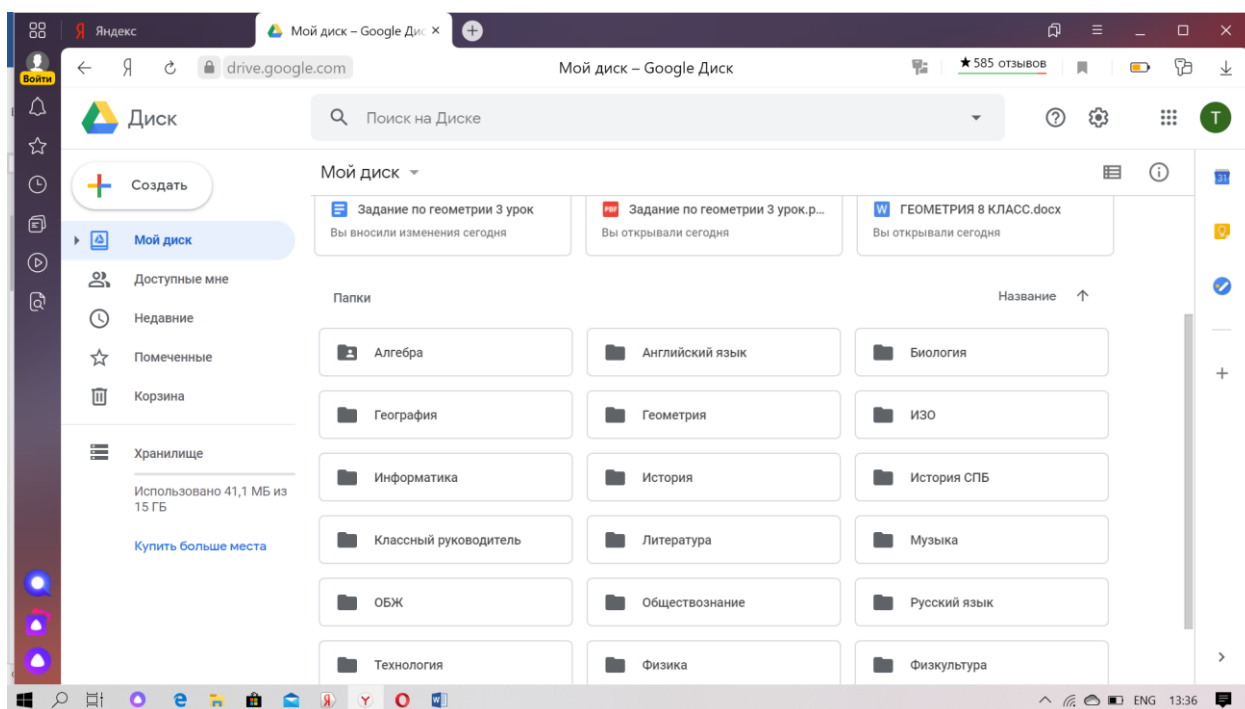 Яндекс
Мой диск – Google Дис
Войти
Я
drive.google.com
Мой диск – Google Диск
★585 отзывов
Диск
Поиск на Диске
T
Создать
Мой диск
31
Задание по геометрии 3 урок
Вы вносили изменения сегодня
PDF Задание по геометрии 3 урок.p...
Вы открывали сегодня
W ГЕОМЕТРИЯ 8 КЛАСС.docx
Вы открывали сегодня
Мой диск
Доступные мне
Недавние
Помеченные
Корзина
Хранилище
Использовано 41,1 МБ из
15 ГБ
Купить больше места
Папки
Название
Алгебра
Английский язык
Биология
География
Геометрия
ИЗО
Информатика
История
История СПБ
Классный руководитель
Литература
Музыка
ОБЖ
Обществознание
Русский язык
Технология
Физика
Физкультура
ENG 13:36